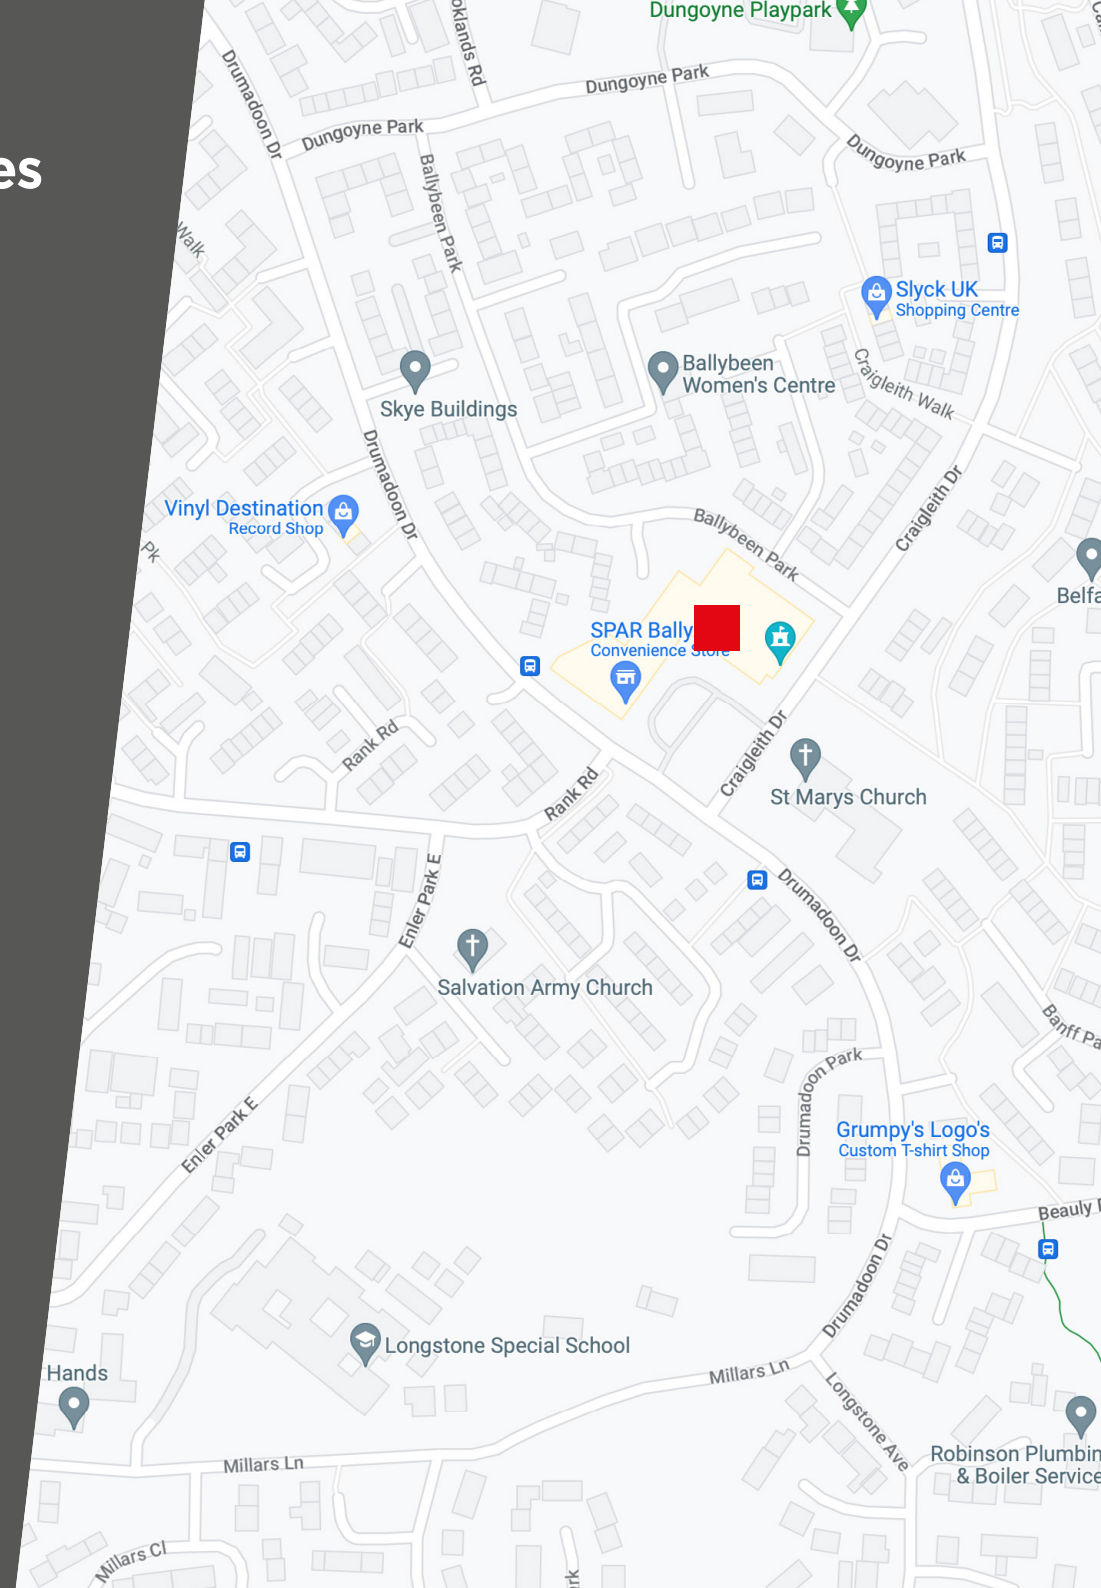 es
Dungoyne Playpark
Drumadoon Dr
oklands Rd
Dungoyne Park
Dungoyne Park
Dungoyne Park
Ballybeen Park
Walk
Slyck UK
Shopping Centre
Ballybeen
Women's Centre
Craigleith Walk
Skye Buildings
Drumadoon Dr
Vinyl Destination
Record Shop
Craigleith Dr
Ballybeen Park
Pk
Belfa
SPAR Bally
Convenience Store
Rank Rd
Craigleith Dr
St Marys Church
Rank Rd
Enler Park E
Drumadoon Dr
Salvation Army Church
Banff Pa
Drumadoon Park
Enler Park E
Grumpy's Logo's
Custom T-shirt Shop
Beauly
Drumadoon Dr
Longstone Special School
Hands
Millars Ln
Longstone Ave
Robinson Plumbin
& Boiler Service
Millars Ln
Millars Cl
rk